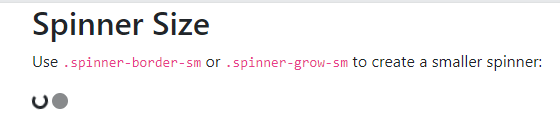 Spinner Size
Use .spinner-border-sm or .spinner-grow-sm to create a smaller spinner: